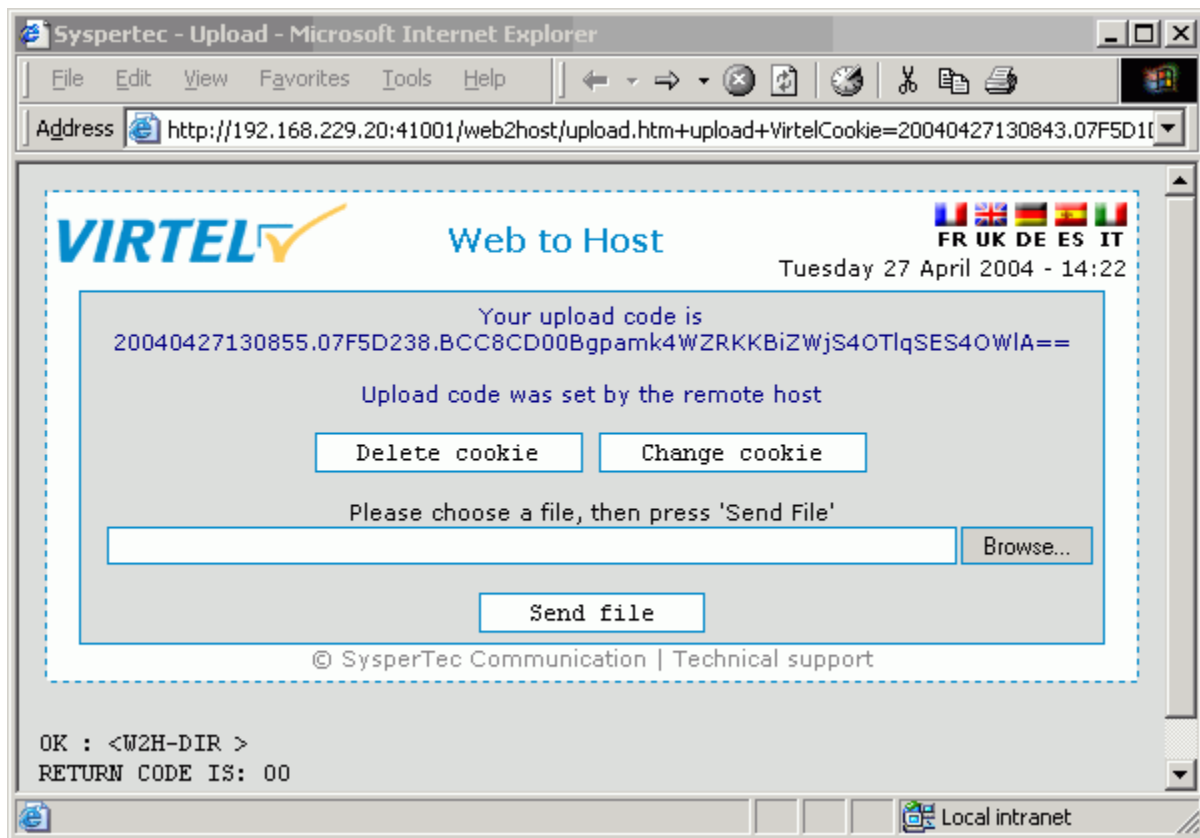 Syspertec - Upload - Microsoft Internet Explorer
File Edit View Favorites Tools Help
Address http://192.168.229.20:41001/web2host/upload.htm+upload+VirtelCookie=20040427130843.07F5D1
VIRTEL
Web to Host
FR UK DE ES IT
Tuesday 27 April 2004 - 14:22
Your upload code is
20040427130855.07F5D238.BCC8CD00Bgpamk4WZRKKBiZWjS4OTlqSES4OWlA==
Upload code was set by the remote host
Delete cookie Change cookie
Please choose a file, then press 'Send File'
Browse...
Send file
© SysperTec Communication | Technical support
OK : <W2H-DIR >
RETURN CODE IS: 00
Local intranet